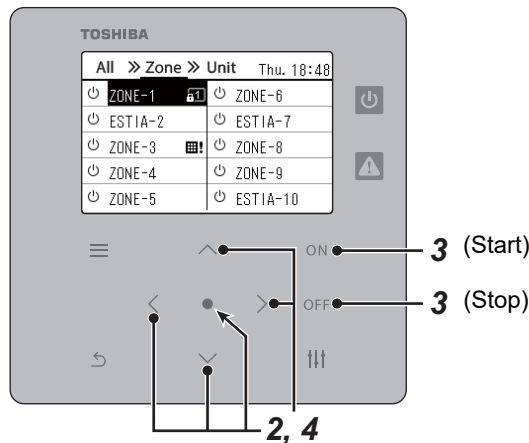 TOSHIBA
All » Zone » Unit Thu. 18:48
ZONE-1 1 ZONE-6
ESTIA-2 ESTIA-7
ZONE-3 ! ZONE-8
ZONE-4 ZONE-9
ZONE-5 ESTIA-10
ON 3 (Start)
OFF 3 (Stop)
2, 4